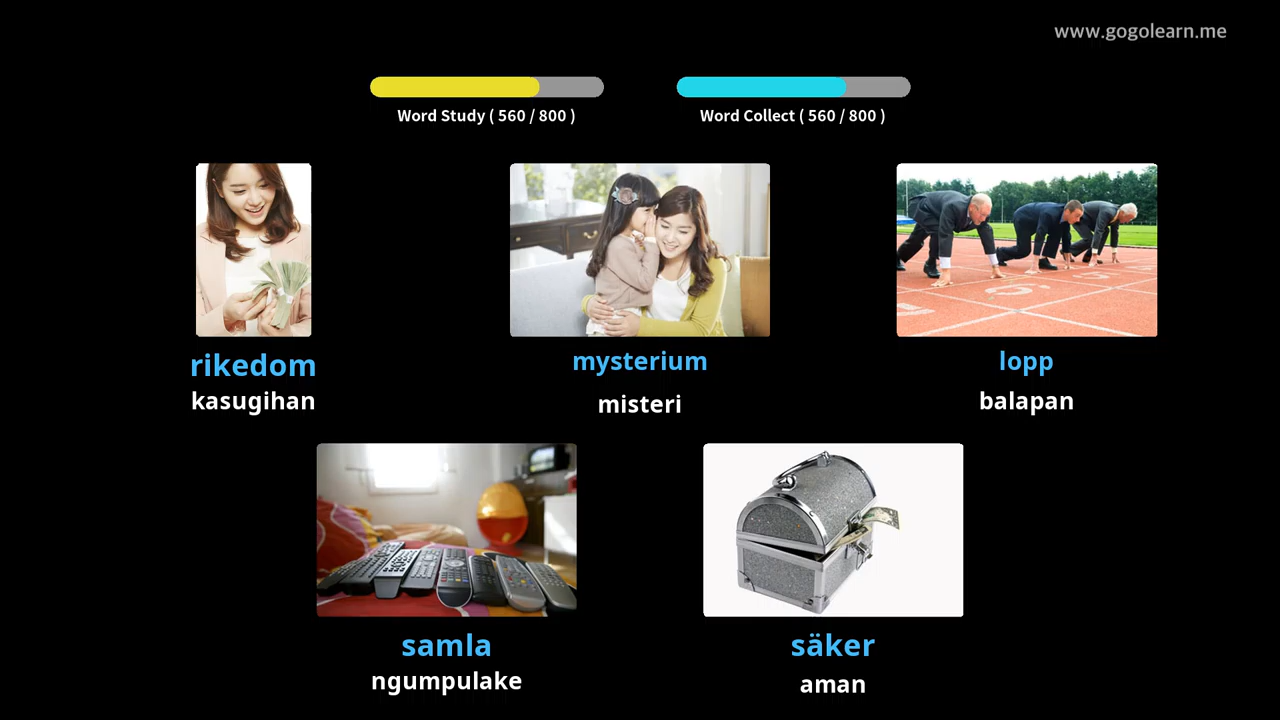 www.gogolearn.me
Word Study ( 560 / 800 )
Word Collect ( 560 / 800 )
rikedom
kasugihan
mysterium
misteri
lopp
balapan
samla
ngumpulake
säker
aman